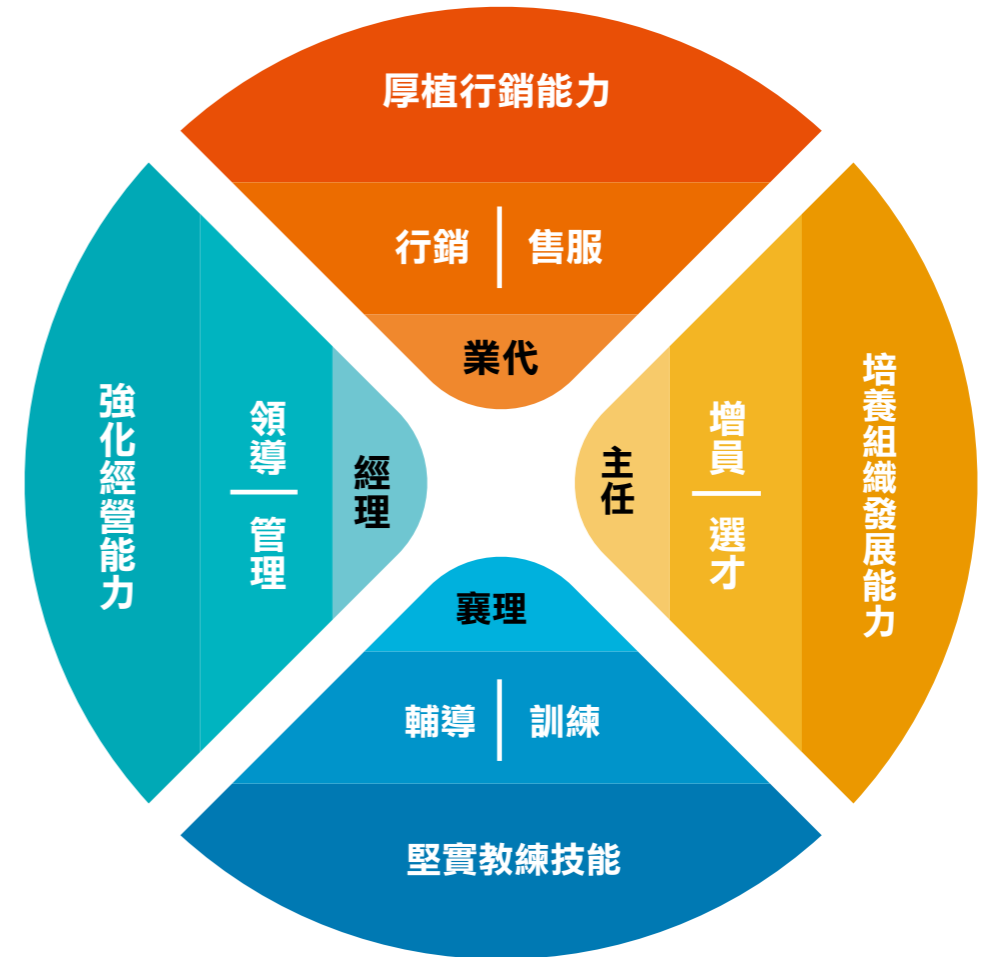 厚植行銷能力
行銷 售服
業代
主任
增員
選才
培養組織發展能力
襄理
輔導 訓練
堅實教練技能
經理
領導
管理
強化經營能力